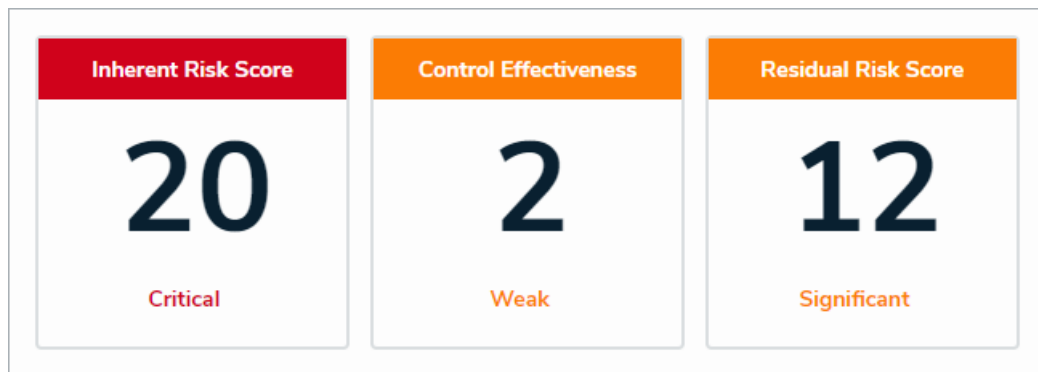 Inherent Risk Score
20
Critical
Control Effectiveness
2
Weak
Residual Risk Score
12
Significant